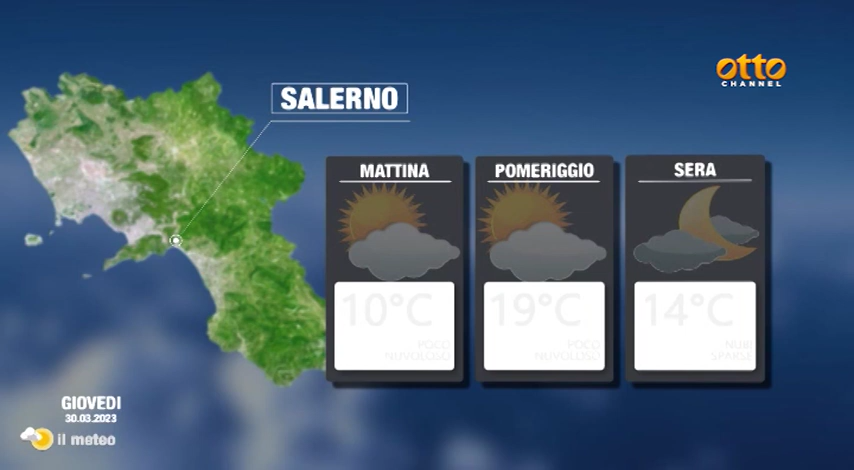 otto
CHANNEL
SALERNO
MATTINA
10°C
POCO
NUVOLOSO
POMERIGGIO
19°C
POCO
NUVOLOSO
SERA
14°C
NUBI
SPARSE
GIOVEDI
30.03.2023
il meteo